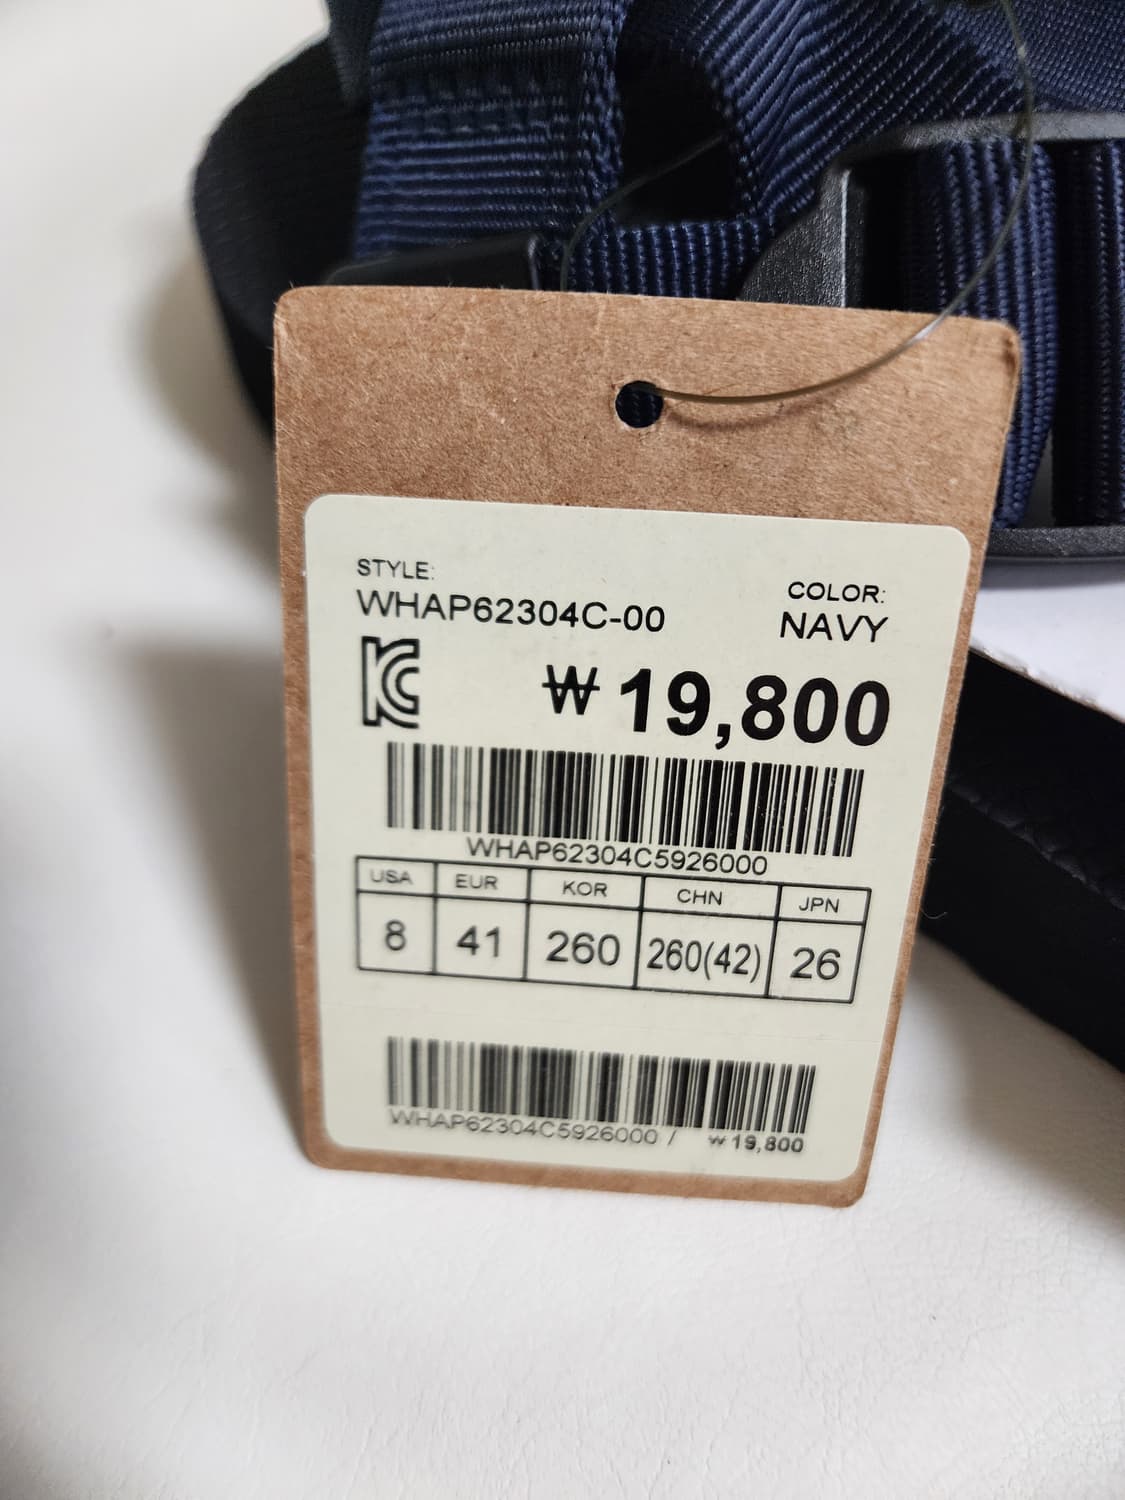 STYLE:
WHAP62304C-00
COLOR:
NAVY
KC
₩19,800
WHAP62304C5926000
USA EUR KOR CHN JPN
8 41 260 260(42) 26
WHAP62304C5926000 / ₩19,800